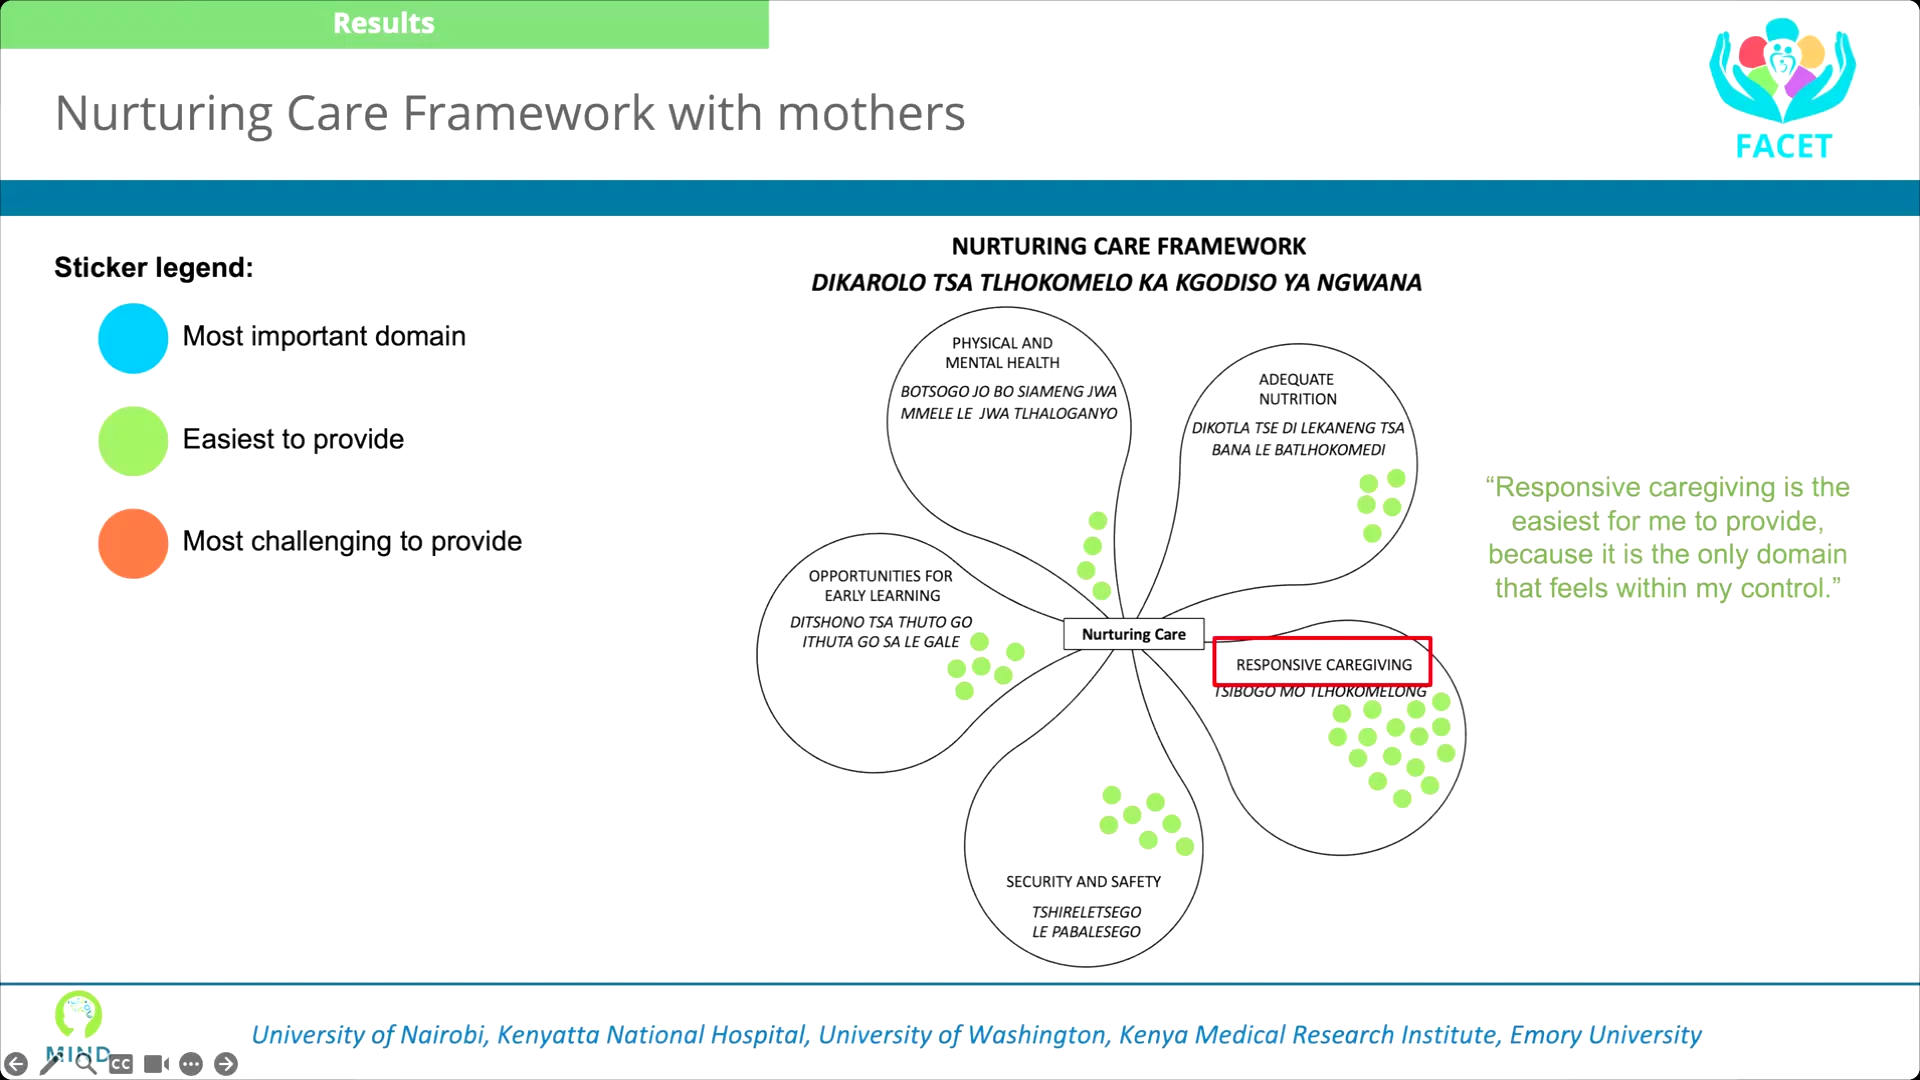 Results
Nurturing Care Framework with mothers
FACET
Sticker legend:
Most important domain
Easiest to provide
Most challenging to provide
NURTURING CARE FRAMEWORK
DIKAROLO TSA TLHOKOMELO KA KGODISO YA NGWANA
PHYSICAL AND
MENTAL HEALTH
BOTSOGO JO BO SIAMENG JWA
MMELE LE JWA TLHALOGANYO
ADEQUATE
NUTRITION
DIKOTLA TSE DI LEKANENG TSA
BANA LE BATLHOKOMEDI
OPPORTUNITIES FOR
EARLY LEARNING
DITSHONO TSA THUTO GO
ITHUTA GO SA LE GALE
Nurturing Care
RESPONSIVE CAREGIVING
TSIBOGO MO TLHOKOMELONG
SECURITY AND SAFETY
TSHIRELETSEGO
LE PABALESEGO
“Responsive caregiving is the
easiest for me to provide,
because it is the only domain
that feels within my control.”
MIND
University of Nairobi, Kenyatta National Hospital, University of Washington, Kenya Medical Research Institute, Emory University
CC